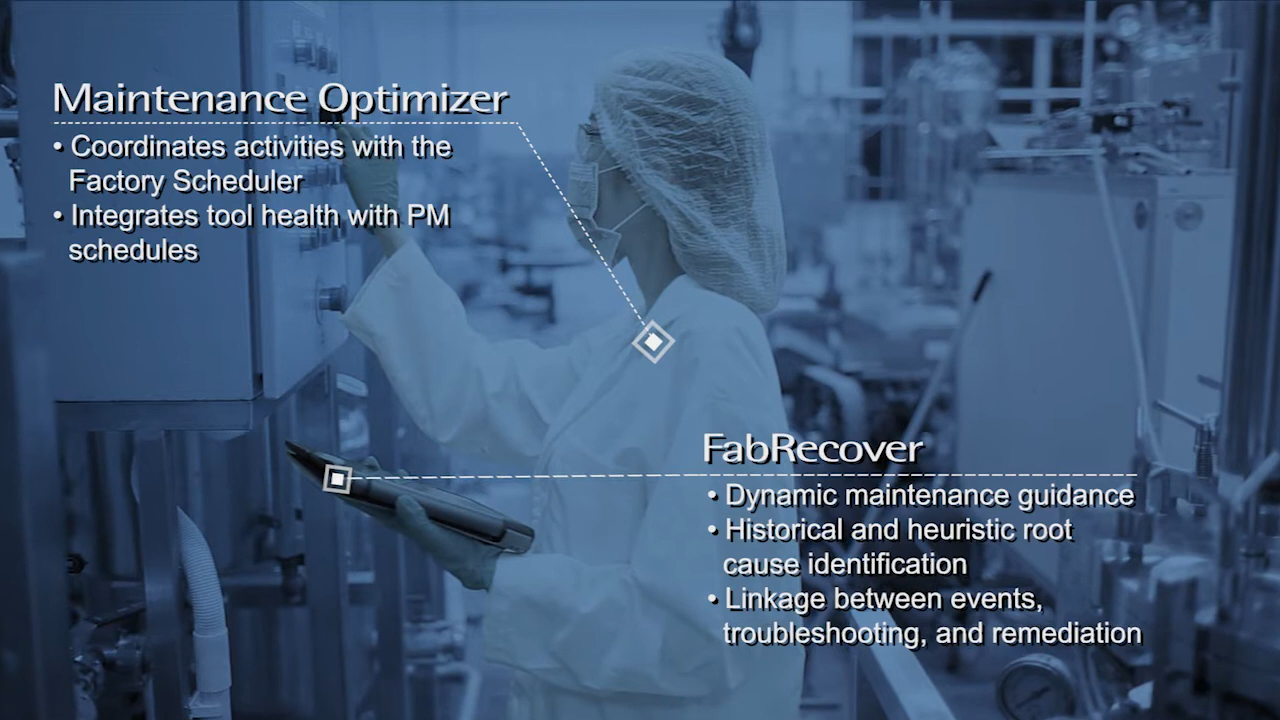 Maintenance Optimizer
• Coordinates activities with the
Factory Scheduler
• Integrates tool health with PM
schedules
FabRecover
• Dynamic maintenance guidance
• Historical and heuristic root
cause identification
• Linkage between events,
troubleshooting, and remediation